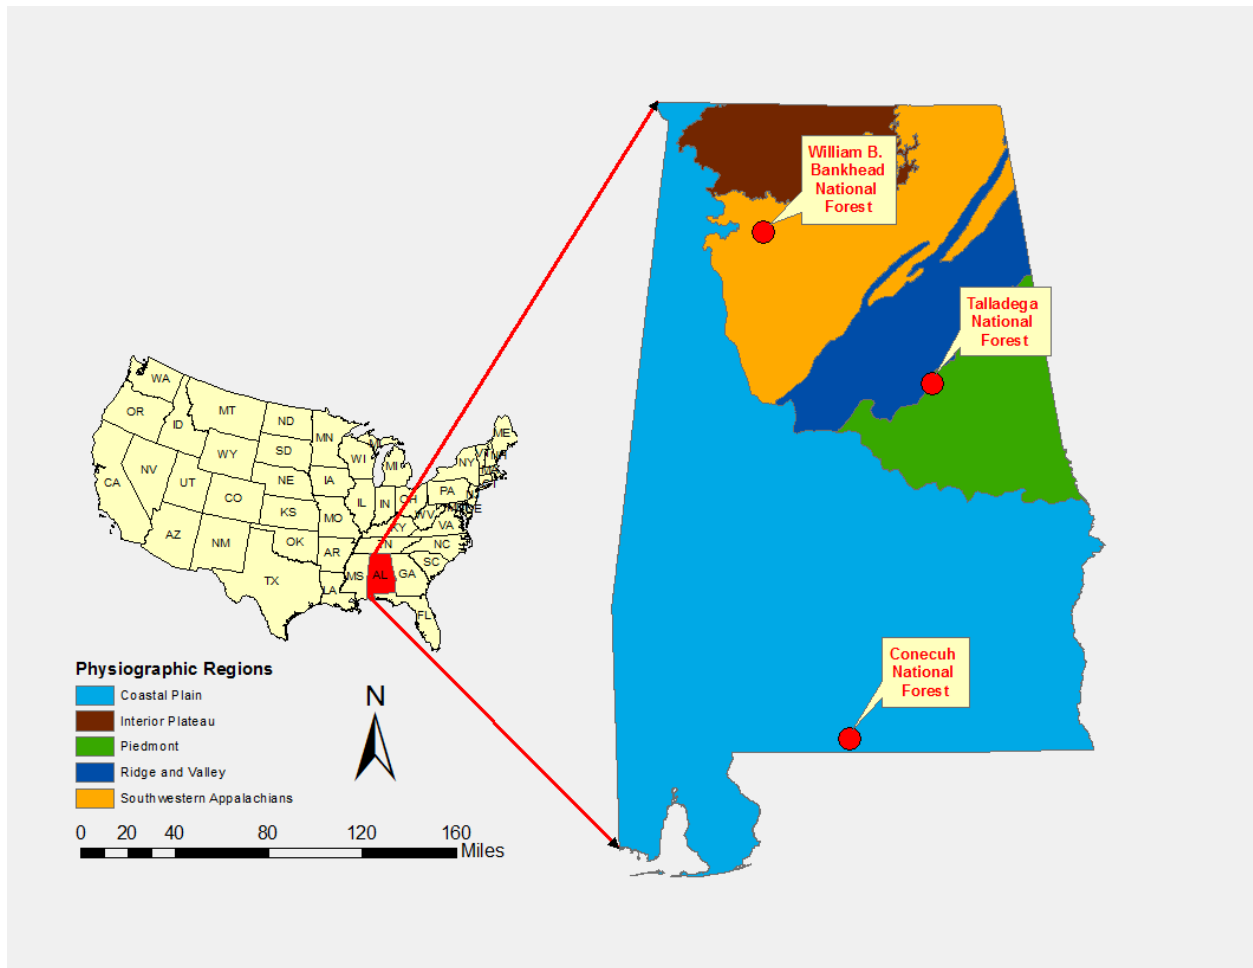 William B.
Bankhead
National
Forest
Talladega
National
Forest
Conecuh
National
Forest
WA
OR
ID
MT
ND
MN
WI
MI
MI
NY
VT
ME
SD
WY
NV
CA
UT
CO
NE
IA
IL
IN
OH
PA
KS
MO
WV
VA
KY
AZ
NM
OK
AR
TN
NC
SC
TX
LA
MS
AL
GA
FL
Physiographic Regions
Coastal Plain
Interior Plateau
Piedmont
Ridge and Valley
Southwestern Appalachians
N
0 20 40 80 120 160
Miles